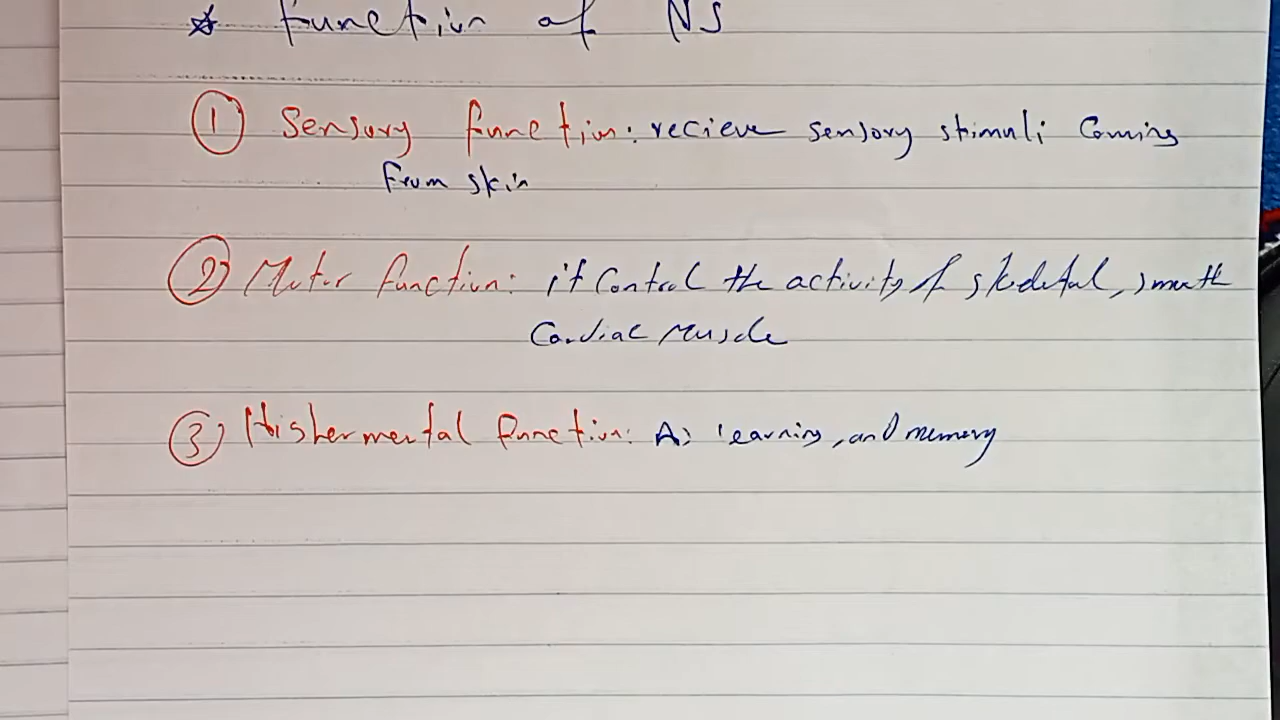 * Function of NS
① Sensory function: recieve sensory stimuli Coming
from skin
② Motor function: it Control the activity of skeletal, smooth
Cardiac Muscle
③ Higher mental function: As learning, and memory